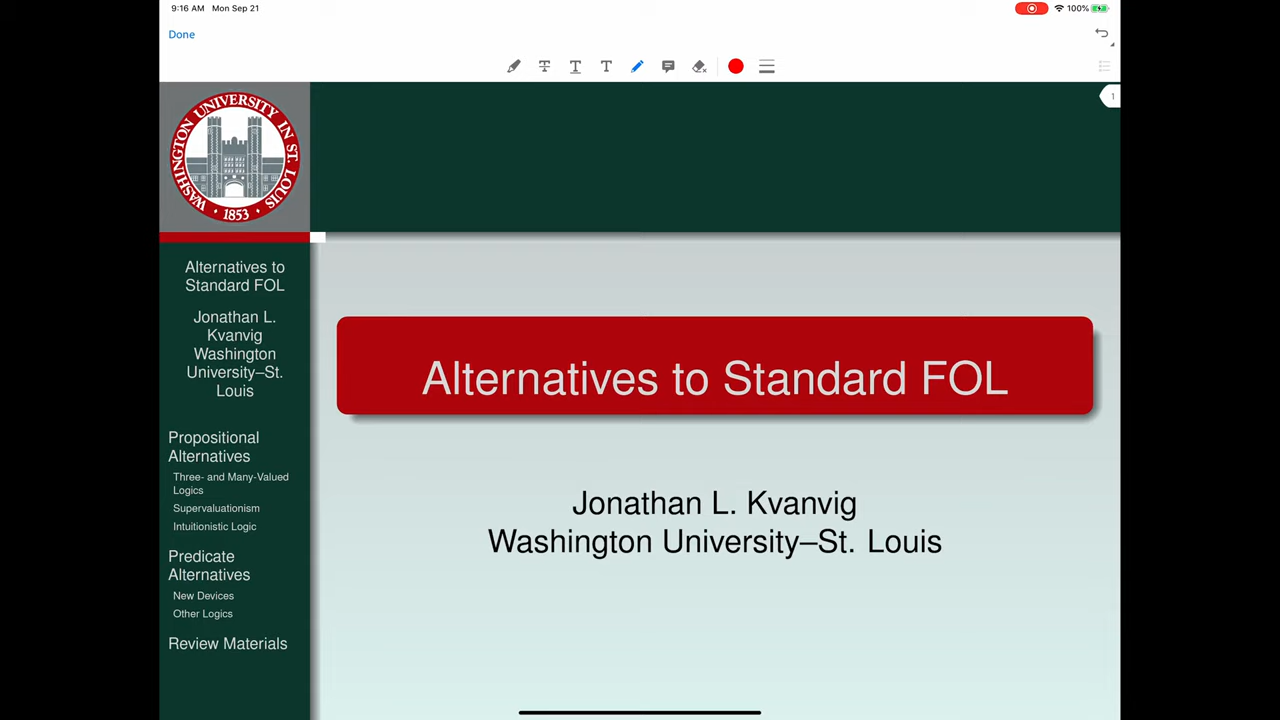 9:16 AM Mon Sep 21
100%
Done
T
T
T
1
WASHINGTON UNIVERSITY IN ST. LOUIS
· 1853 ·
Alternatives to
Standard FOL
Jonathan L.
Kvanvig
Washington
University–St.
Louis
Propositional
Alternatives
Three- and Many-Valued
Logics
Supervaluationism
Intuitionistic Logic
Predicate
Alternatives
New Devices
Other Logics
Review Materials
Alternatives to Standard FOL
Jonathan L. Kvanvig
Washington University–St. Louis